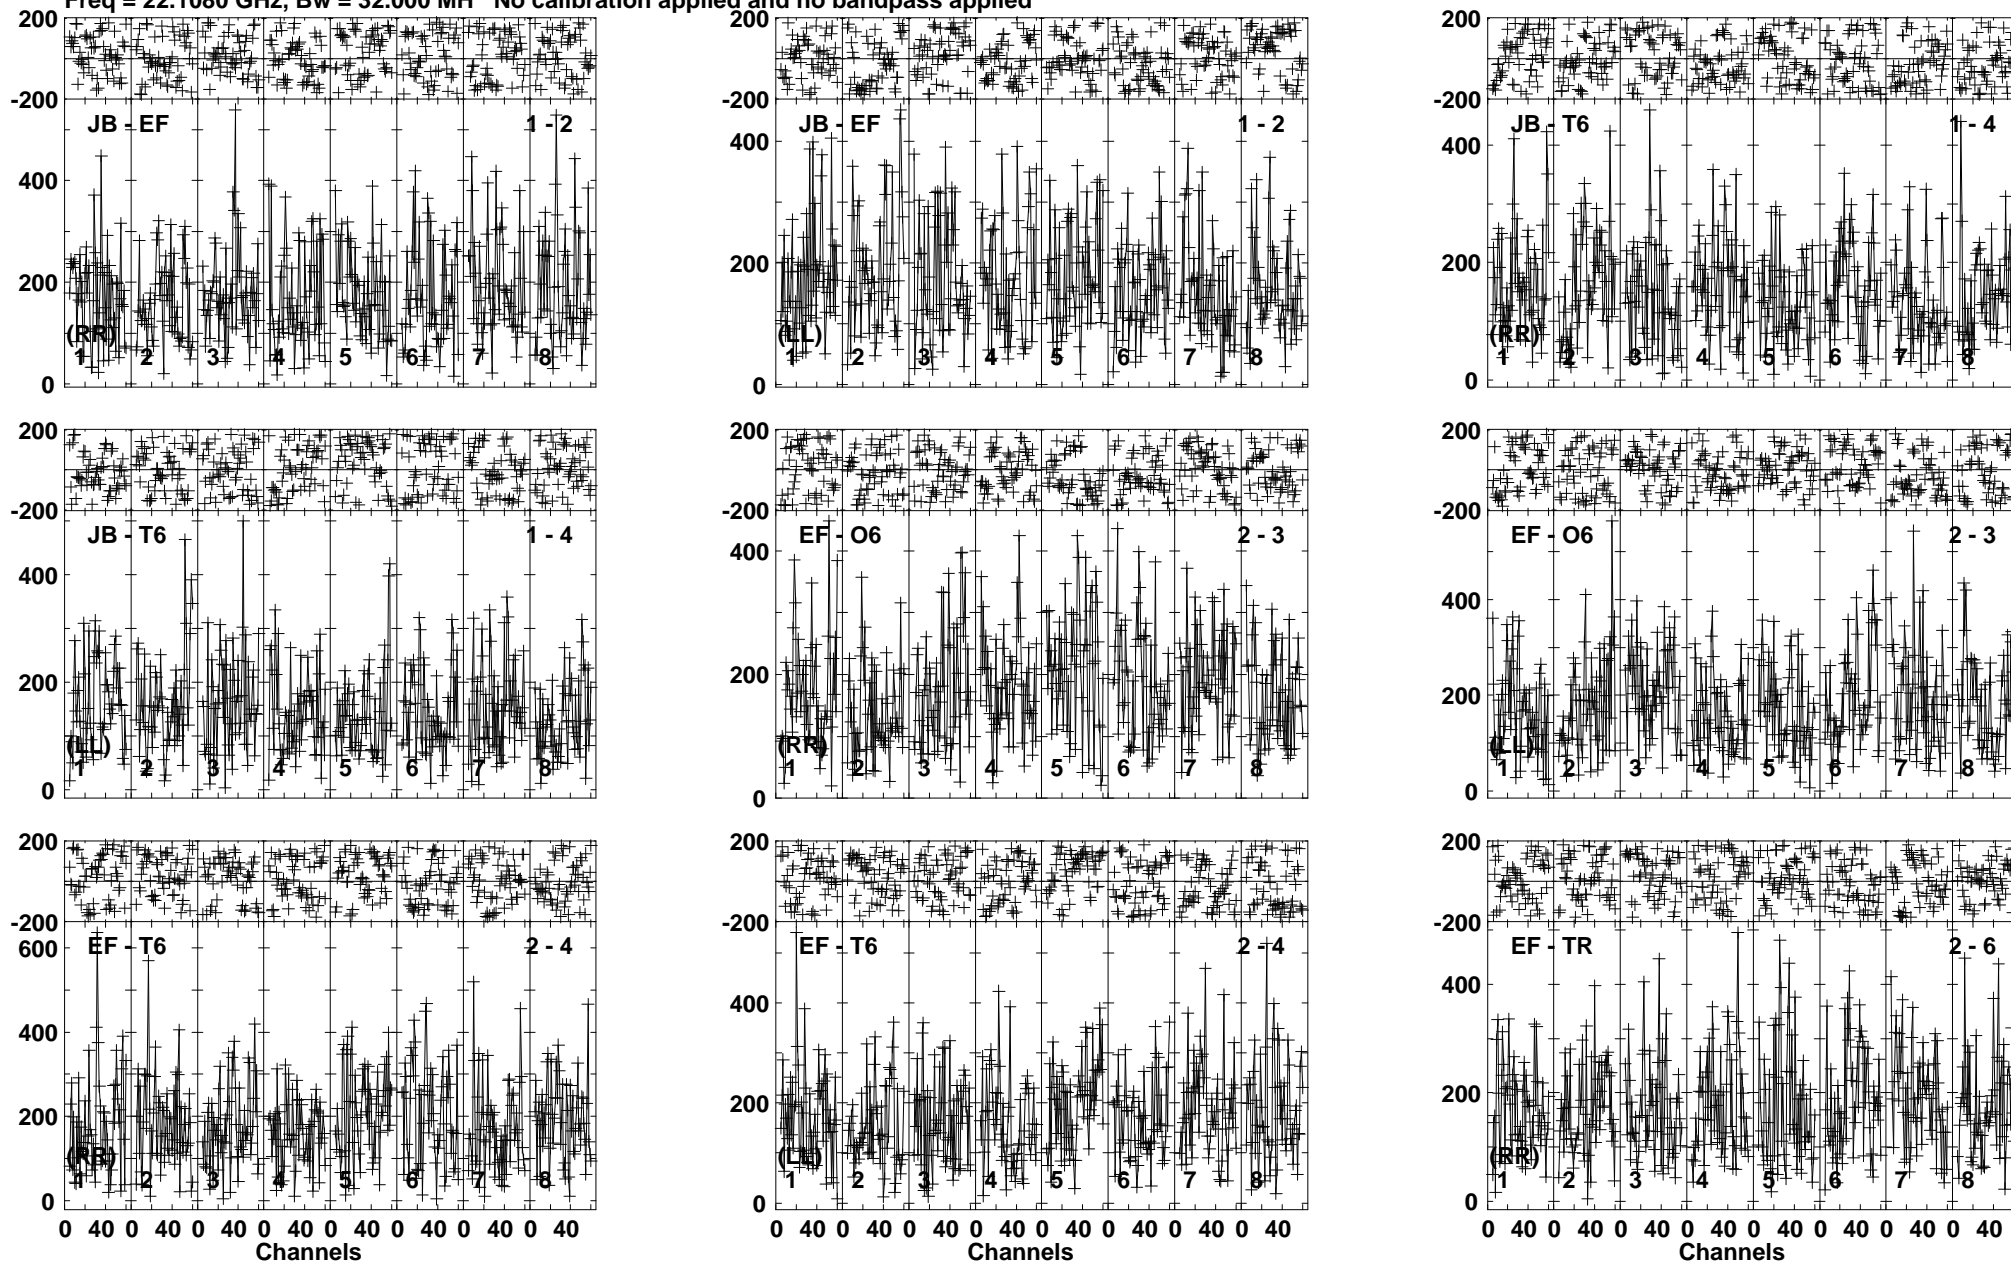 Freq = 22.1080 GHz, Bw = 32.000 MH No calibration applied and no bandpass applied
200 200 200
-200 -200 -200
JB - EF 1 - 2 JB - EF 1 - 2 JB - T6 1 - 4
400 400 400
200 200 200
(RR) (LL) (RR)
1 2 3 4 5 6 7 8 1 2 3 4 5 6 7 8 1 2 3 4 5 6 7 8
0 0 0
200 200 200
-200 -200 -200
JB - T6 1 - 4 EF - O6 2 - 3 EF - O6 2 - 3
400 400 400
200 200 200
(LL) (RR) (LL)
1 2 3 4 5 6 7 8 1 2 3 4 5 6 7 8 1 2 3 4 5 6 7 8
0 0 0
200 200 200
-200 -200 -200
600 EF - T6 2 - 4 EF - T6 2 - 4 EF - TR 2 - 6
400 400 400
200 200 200
(RR) (LL) (RR)
1 2 3 4 5 6 7 8 1 2 3 4 5 6 7 8 1 2 3 4 5 6 7 8
0 0 0
0 40 0 40 0 40 0 40 0 40 0 40 0 40 0 40 0 40 0 40 0 40 0 40 0 40 0 40 0 40 0 40 0 40 0 40 0 40 0 40 0 40 0 40 0 40 0 40
Channels Channels